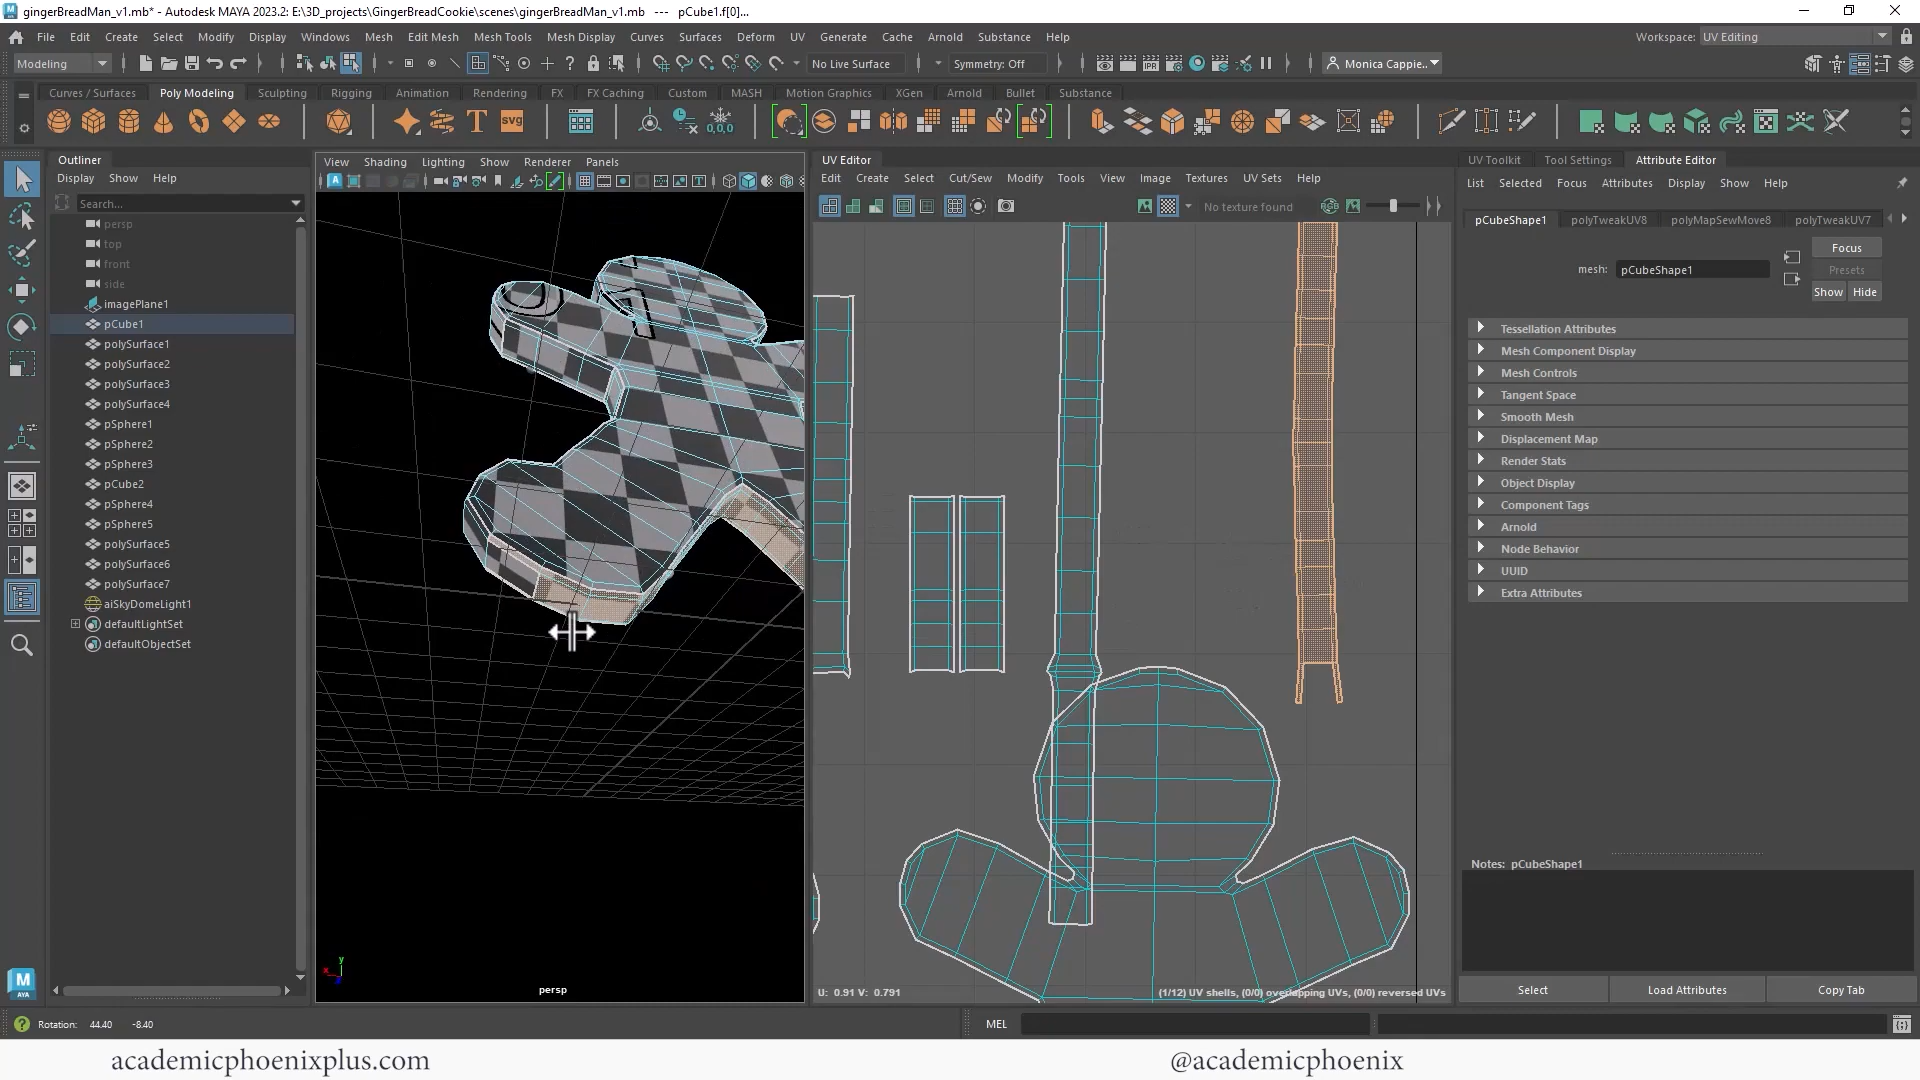 gingerBreadMan_v1.mb* - Autodesk MAYA 2023.2: E:\3D_projects\GingerBreadCookie\scenes\gingerBreadMan_v1.mb --- pCube1.f[0]...
File Edit Create Select Modify Display Windows Mesh Edit Mesh Mesh Tools Mesh Display Curves Surfaces Deform UV Generate Cache Arnold Substance Help Workspace: UV Editing
Modeling No Live Surface Symmetry: Off Monica Cappie..
Curves / Surfaces Poly Modeling Sculpting Rigging Animation Rendering FX FX Caching Custom MASH Motion Graphics XGen Arnold Bullet Substance
T SVG 0,0,0
Outliner
Display Show Help
Search...
persp
top
front
side
imagePlane1
pCube1
polySurface1
polySurface2
polySurface3
polySurface4
pSphere1
pSphere2
pSphere3
pCube2
pSphere4
pSphere5
polySurface5
polySurface6
polySurface7
aiSkyDomeLight1
defaultLightSet
defaultObjectSet
View Shading Lighting Show Renderer Panels
persp
UV Editor
Edit Create Select Cut/Sew Modify Tools View Image Textures UV Sets Help
No texture found
U: 0.91 V: 0.791 (1/12) UV shells, (0/0) overlapping UVs, (0/0) reversed UVs
UV Toolkit Tool Settings Attribute Editor
List Selected Focus Attributes Display Show Help
pCubeShape1 polyTweakUV8 polyMapSewMove8 polyTweakUV7
Focus
mesh: pCubeShape1 Presets
Show Hide
Tessellation Attributes
Mesh Component Display
Mesh Controls
Tangent Space
Smooth Mesh
Displacement Map
Render Stats
Object Display
Component Tags
Arnold
Node Behavior
UUID
Extra Attributes
Notes: pCubeShape1
Select Load Attributes Copy Tab
Rotation: 44.40 -8.40 MEL
academicphoenixplus.com @academicphoenix